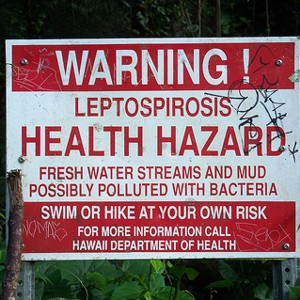 WARNING !
LEPTOSPIROSIS
HEALTH HAZARD
FRESH WATER STREAMS AND MUD
POSSIBLY POLLUTED WITH BACTERIA
SWIM OR HIKE AT YOUR OWN RISK
FOR MORE INFORMATION CALL
HAWAII DEPARTMENT OF HEALTH